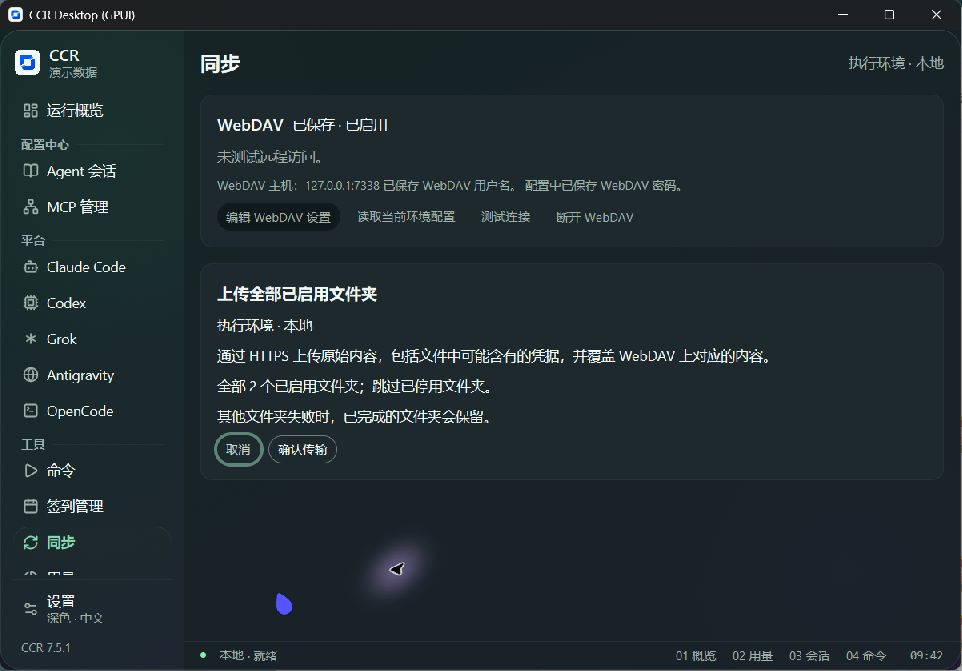 CCR Desktop (GPUI)
CCR
演示数据
运行概览
配置中心
Agent 会话
MCP 管理
平台
Claude Code
Codex
Grok
Antigravity
OpenCode
工具
命令
签到管理
同步
设置
深色 · 中文
CCR 7.5.1
同步
执行环境 · 本地
WebDAV 已保存 · 已启用
未测试远程访问。
WebDAV 主机：127.0.0.1:7338 已保存 WebDAV 用户名。 配置中已保存 WebDAV 密码。
编辑 WebDAV 设置 读取当前环境配置 测试连接 断开 WebDAV
上传全部已启用文件夹
执行环境 · 本地
通过 HTTPS 上传原始内容，包括文件中可能含有的凭据，并覆盖 WebDAV 上对应的内容。
全部 2 个已启用文件夹；跳过已停用文件夹。
其他文件夹失败时，已完成的文件夹会保留。
取消 确认传输
本地 · 就绪
01 概览 02 用量 03 会话 04 命令 09:42